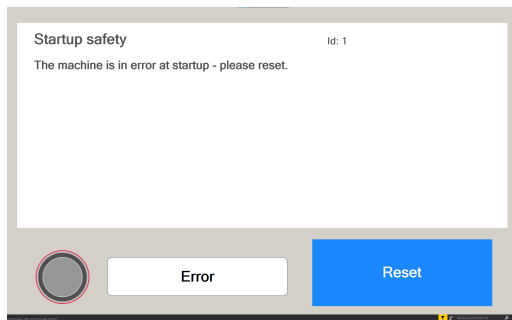 Startup safety
Id: 1
The machine is in error at startup - please reset.
Error
Reset